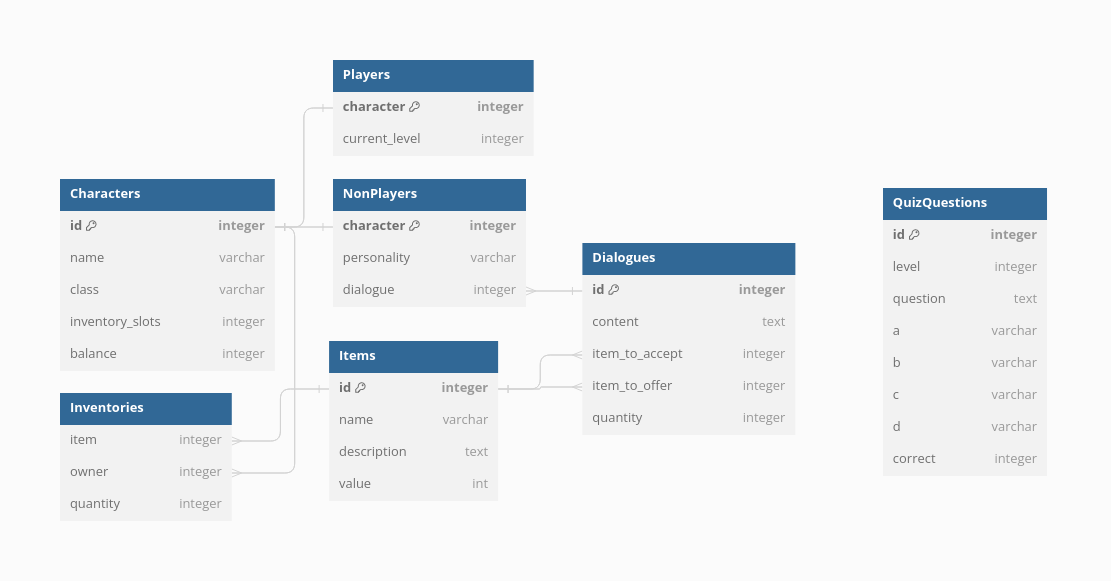 Players
character integer
current_level integer
Characters
id integer
name varchar
class varchar
inventory_slots integer
balance integer
NonPlayers
character integer
personality varchar
dialogue integer
QuizQuestions
id integer
level integer
question text
a varchar
b varchar
c varchar
d varchar
correct integer
Dialogues
id integer
content text
item_to_accept integer
item_to_offer integer
quantity integer
Items
id integer
name varchar
description text
value int
Inventories
item integer
owner integer
quantity integer